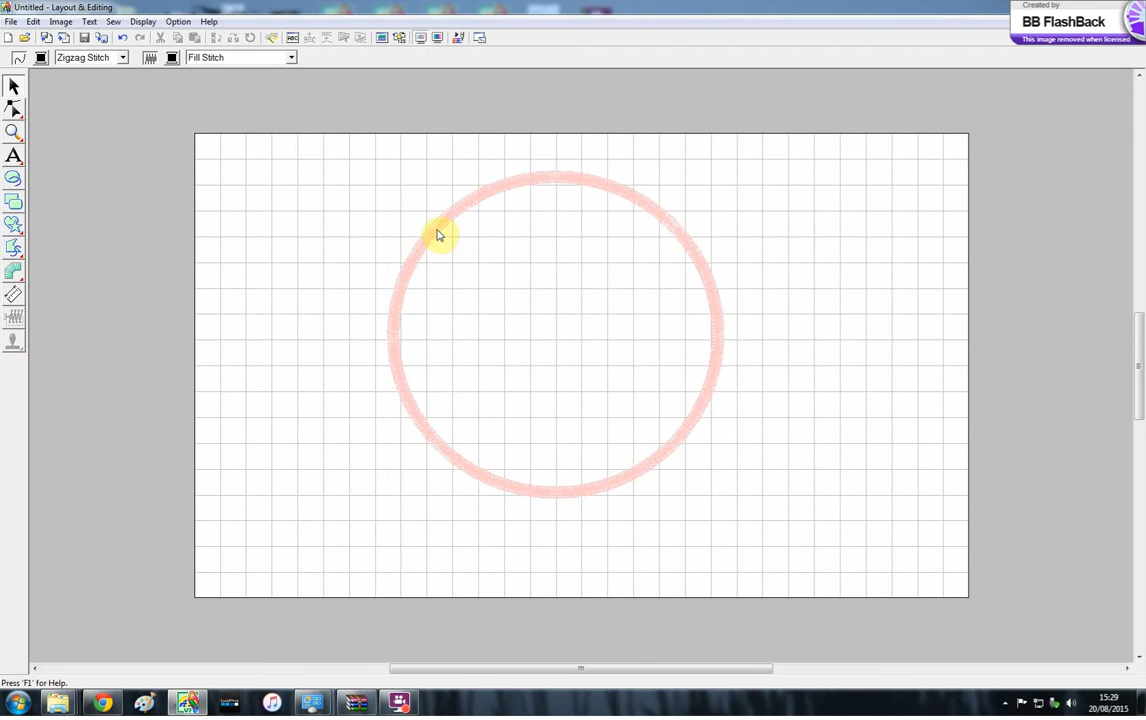 Untitled - Layout & Editing
File Edit Image Text Sew Display Option Help
Zigzag Stitch
Fill Stitch
Created by
BB FlashBack
This image removed when licensed
A
ABC
Press 'F1' for Help.
15:29
20/08/2015